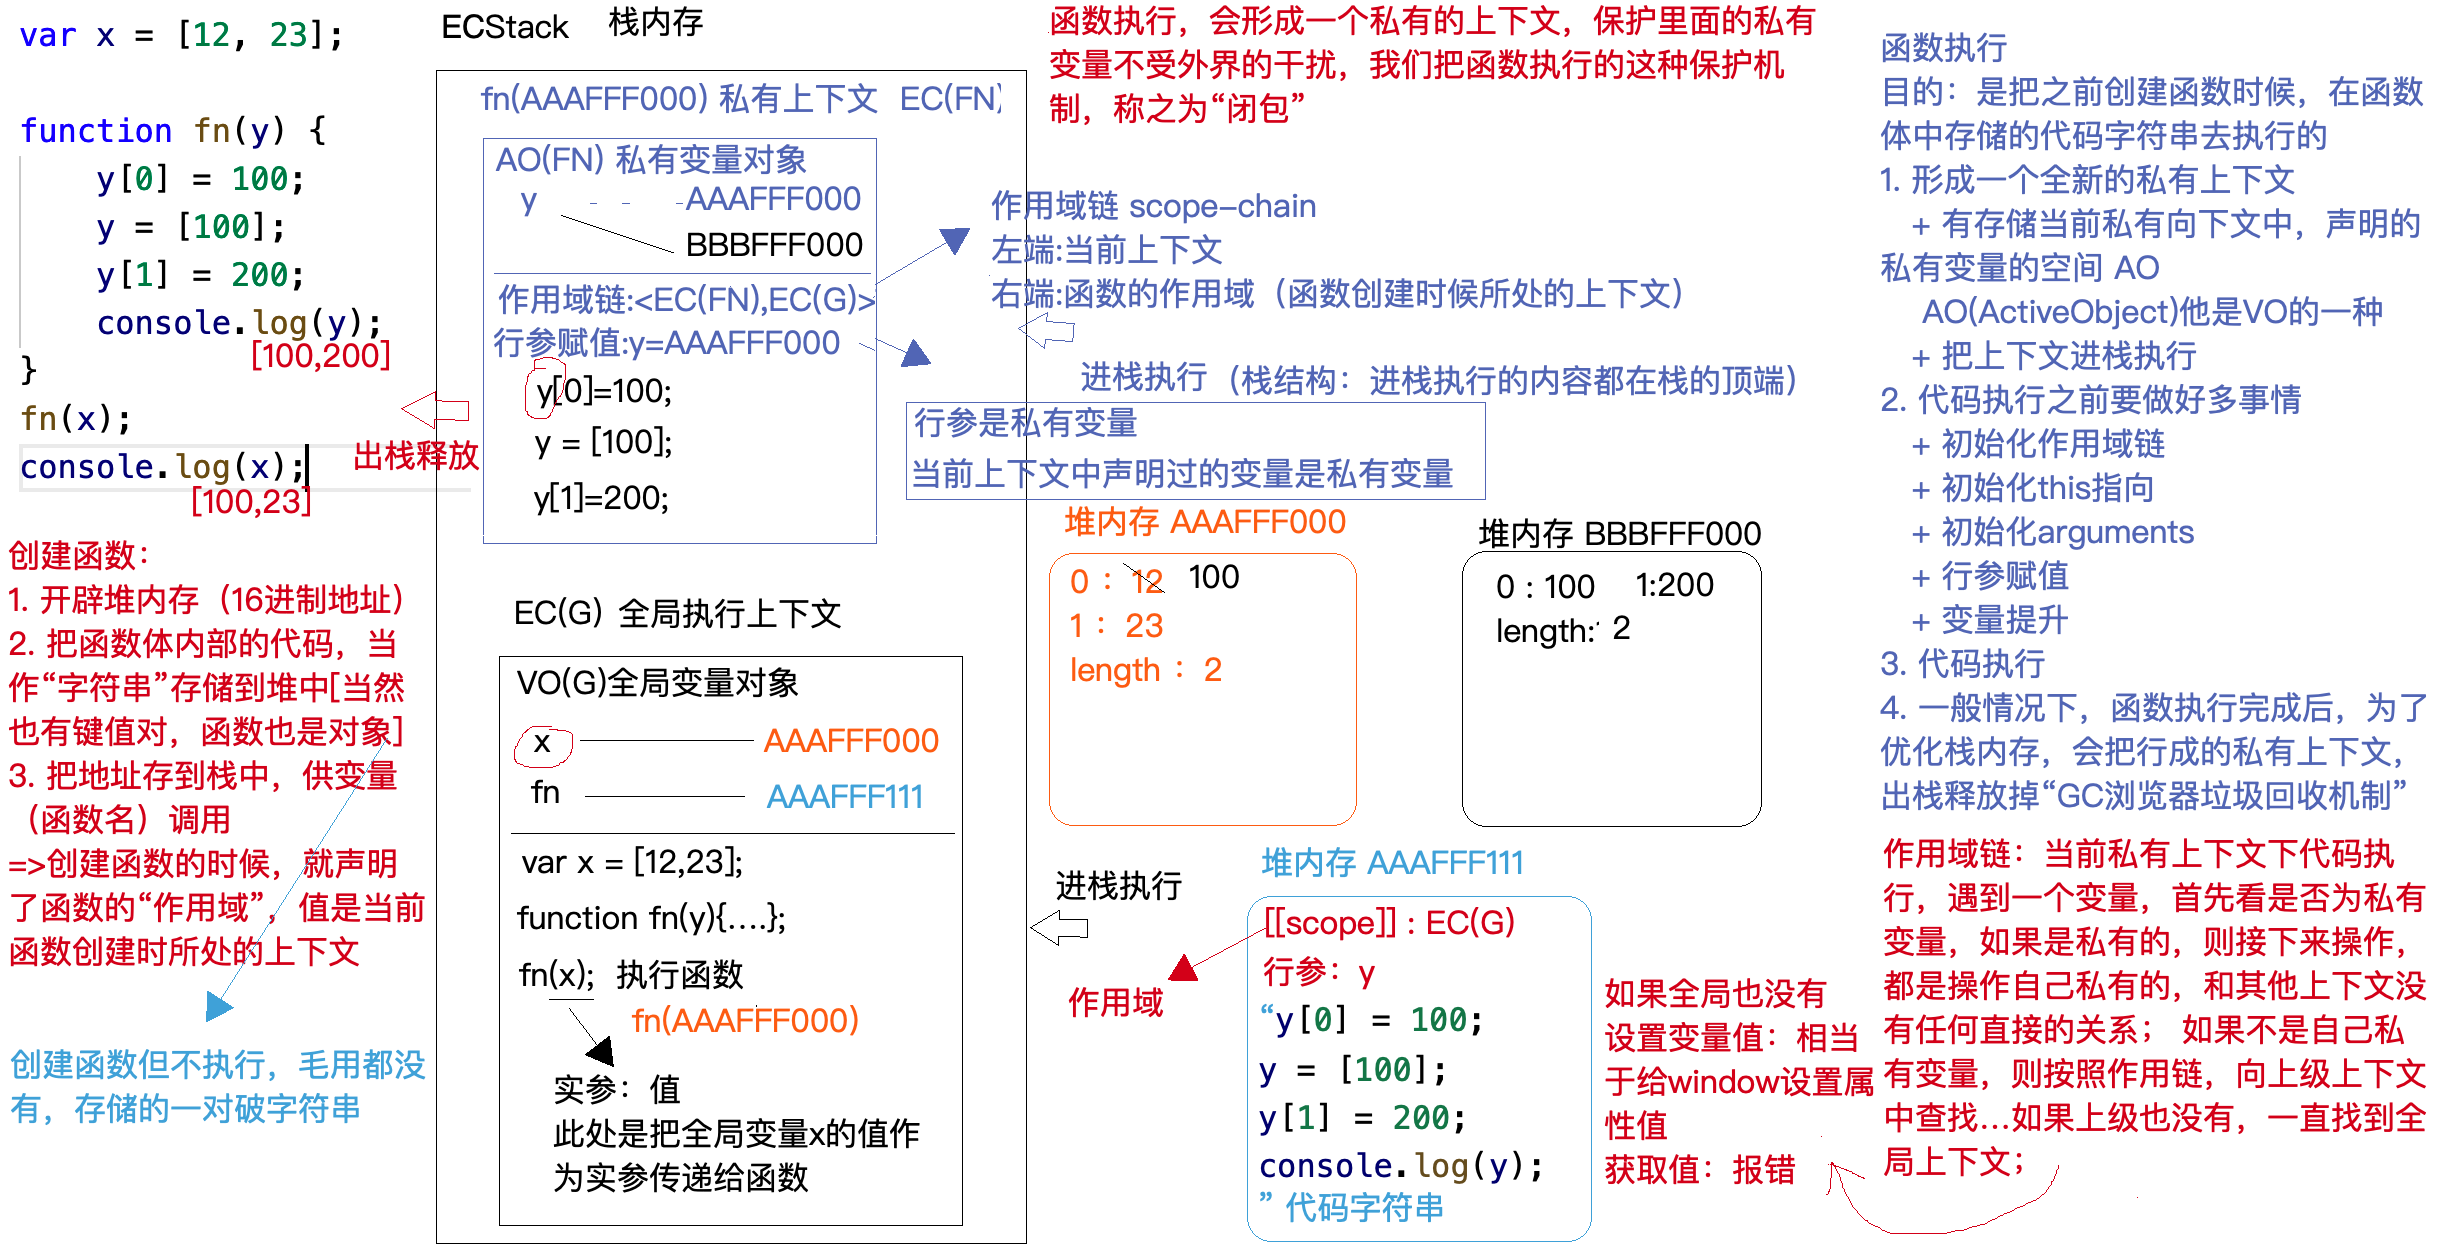 var x = [12, 23];
function fn(y) {
y[0] = 100;
y = [100];
y[1] = 200;
console.log(y);
[100,200]
}
fn(x);
console.log(x);
[100,23]
出栈释放
创建函数：
1. 开辟堆内存（16进制地址）
2. 把函数体内部的代码，当
作“字符串”存储到堆中[当然
也有键值对，函数也是对象]
3. 把地址存到栈中，供变量
（函数名）调用
=>创建函数的时候，就声明
了函数的“作用域”，值是当前
函数创建时所处的上下文
创建函数但不执行，毛用都没
有，存储的一对破字符串
ECStack 栈内存
fn(AAAFFF000) 私有上下文 EC(FN)
AO(FN) 私有变量对象
y AAAFFF000
BBBFFF000
作用域链:<EC(FN),EC(G)>
行参赋值:y=AAAFFF000
y[0]=100;
y = [100];
y[1]=200;
EC(G) 全局执行上下文
VO(G)全局变量对象
x AAAFFF000
fn AAAFFF111
var x = [12,23];
function fn(y){....};
fn(x); 执行函数
fn(AAAFFF000)
实参：值
此处是把全局变量x的值作
为实参传递给函数
函数执行，会形成一个私有的上下文，保护里面的私有
变量不受外界的干扰，我们把函数执行的这种保护机
制，称之为“闭包”
作用域链 scope-chain
左端:当前上下文
右端:函数的作用域（函数创建时候所处的上下文）
进栈执行（栈结构：进栈执行的内容都在栈的顶端）
行参是私有变量
当前上下文中声明过的变量是私有变量
堆内存 AAAFFF000
0 : 12 100
1 : 23
length : 2
堆内存 BBBFFF000
0 : 100 1:200
length: 2
进栈执行
堆内存 AAAFFF111
[[scope]] : EC(G)
行参：y
“y[0] = 100;
y = [100];
y[1] = 200;
console.log(y);
” 代码字符串
作用域
如果全局也没有
设置变量值：相当
于给window设置属
性值
获取值：报错
函数执行
目的：是把之前创建函数时候，在函数
体中存储的代码字符串去执行的
1. 形成一个全新的私有上下文
+ 有存储当前私有向下文中，声明的
私有变量的空间 AO
AO(ActiveObject)他是VO的一种
+ 把上下文进栈执行
2. 代码执行之前要做好多事情
+ 初始化作用域链
+ 初始化this指向
+ 初始化arguments
+ 行参赋值
+ 变量提升
3. 代码执行
4. 一般情况下，函数执行完成后，为了
优化栈内存，会把行成的私有上下文，
出栈释放掉“GC浏览器垃圾回收机制”
作用域链：当前私有上下文下代码执
行，遇到一个变量，首先看是否为私有
变量，如果是私有的，则接下来操作，
都是操作自己私有的，和其他上下文没
有任何直接的关系； 如果不是自己私
有变量，则按照作用链，向上级上下文
中查找...如果上级也没有，一直找到全
局上下文；